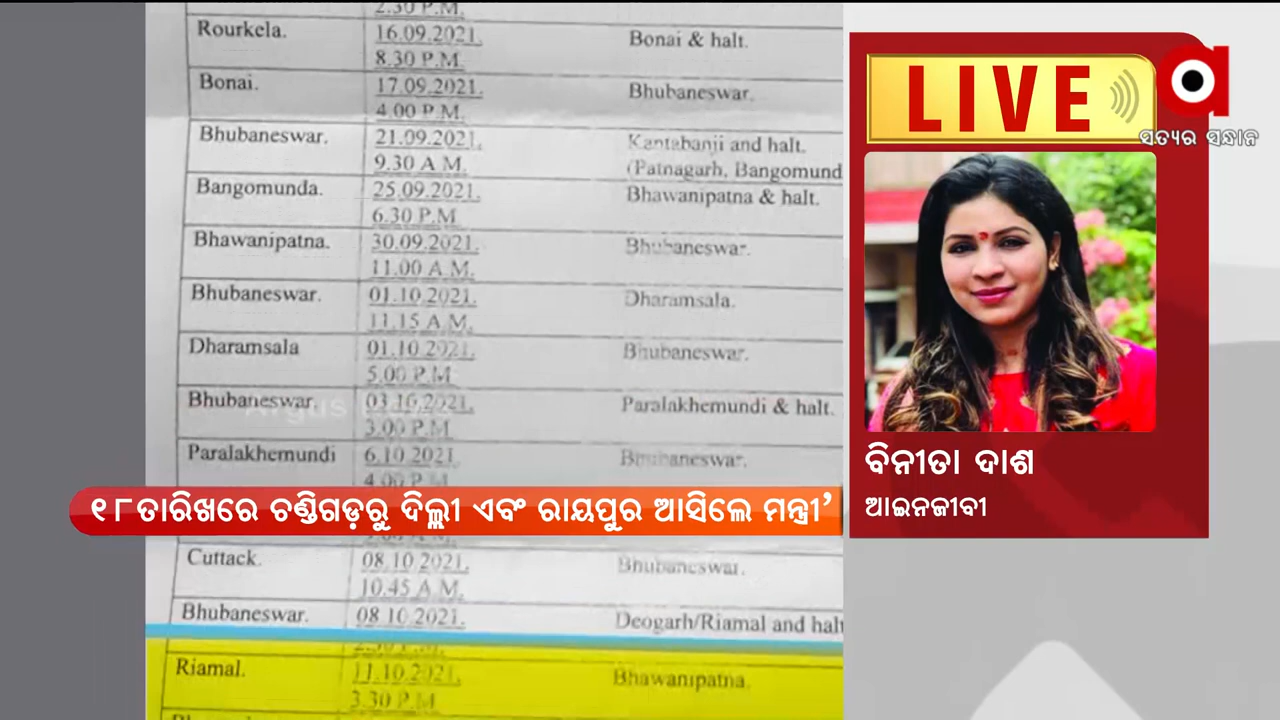 2.30 P.M.
Rourkela. 16.09.2021. Bonai & halt.
8.30 P.M.
Bonai. 17.09.2021. Bhubaneswar.
4.00 P.M.
Bhubaneswar. 21.09.2021. Kantabanji and halt.
9.30 A.M. (Patnagarh, Bangomund
Bangomunda. 25.09.2021. Bhawanipatna & halt.
6.30 P.M
Bhawanipatna. 30.09.2021. Bhubaneswar.
11.00 A.M.
Bhubaneswar. 01.10.2021. Dharamsala.
11.15 A.M.
Dharamsala 01.10.2021. Bhubaneswar.
5.00 P.M
Bhubaneswar. 03.10.2021. Paralakhemundi & halt.
3.00 P.M
Paralakhemundi 6.10.2021. Bhubaneswar.
4.00 P.M
୧୮ତାରିଖରେ ଚଣ୍ଡିଗଡ଼ରୁ ଦିଲ୍ଲୀ ଏବଂ ରାୟପୁର ଆସିଲେ ମନ୍ତ୍ରୀ’
Cuttack. 08.10.2021. Bhubaneswar.
10.45 A.M.
Bhubaneswar. 08.10.2021. Deogarh/Riamal and halt
Riamal. 11.10.2021. Bhawanipatna.
3.30 P.M
LIVE
ସତ୍ୟର ସନ୍ଧାନ
ବିନୀତା ଦାଶ
ଆଇନଜୀବୀ